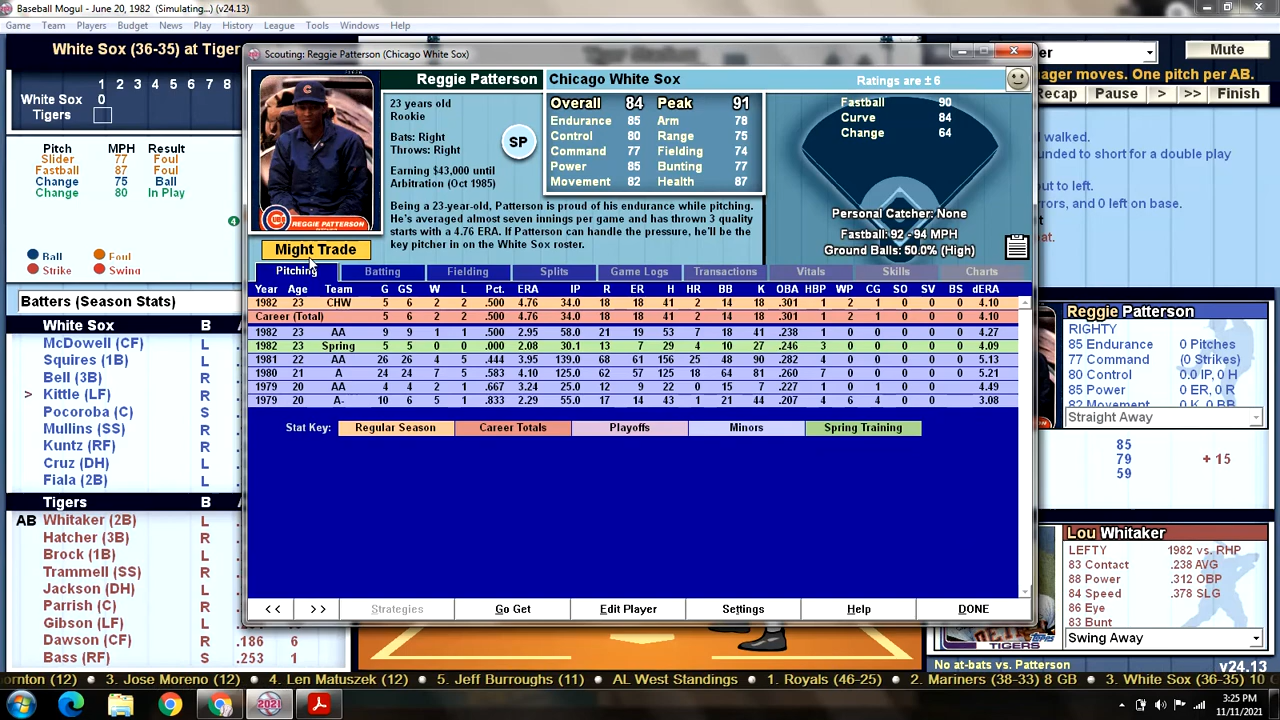 Baseball Mogul - June 20, 1982 (Simulating...) (v24.13)
Game Team Players Budget News Play History League Tools Windows Help
White Sox (36-35) at Tiger
1 2 3 4 5 6 7 8
White Sox 0
Tigers
Pitch MPH Result
Slider 77 Foul
Fastball 87 Foul
Change 75 Ball
Change 80 In Play
4
Ball Foul
Strike Swing
Batters (Season Stats)
White Sox B
McDowell (CF) L
Squires (1B) L
Bell (3B) R
> Kittle (LF) R
Pocoroba (C) S
Mullins (SS) R
Kuntz (RF) R
Cruz (DH) L
Fiala (2B) L
Tigers B
AB Whitaker (2B) L
Hatcher (3B) R
Brock (1B) L
Trammell (SS) R
Jackson (DH) L
Parrish (C) R
Gibson (LF) L
Dawson (CF) R .186 6
Bass (RF) S .253 1
Scouting: Reggie Patterson (Chicago White Sox)
REGGIE PATTERSON
CUBS
Might Trade
Reggie Patterson
23 years old
Rookie
Bats: Right
Throws: Right
Earning $43,000 until
Arbitration (Oct 1985)
SP
Chicago White Sox
Overall 84 Peak 91
Endurance 85 Arm 78
Control 80 Range 75
Command 77 Fielding 74
Power 85 Bunting 77
Movement 82 Health 87
Being a 23-year-old, Patterson is proud of his endurance while pitching.
He's averaged almost seven innings per game and has thrown 3 quality
starts with a 4.76 ERA. If Patterson can handle the pressure, he'll be the
key pitcher in on the White Sox roster.
Ratings are ± 6
Fastball 90
Curve 84
Change 64
Personal Catcher: None
Fastball: 92 - 94 MPH
Ground Balls: 50.0% (High)
Pitching Batting Fielding Splits Game Logs Transactions Vitals Skills Charts
Year Age Team G GS W L Pct. ERA IP R ER H HR BB K OBA HBP WP CG SO SV BS dERA
1982 23 CHW 5 6 2 2 .500 4.76 34.0 18 18 41 2 14 18 .301 1 2 1 0 0 0 4.10
Career (Total) 5 6 2 2 .500 4.76 34.0 18 18 41 2 14 18 .301 1 2 1 0 0 0 4.10
1982 23 AA 9 9 1 1 .500 2.95 58.0 21 19 53 7 18 41 .238 1 0 0 0 0 0 4.27
1982 23 Spring 5 5 0 0 .000 2.08 30.1 13 7 29 4 10 27 .246 3 0 0 0 0 0 4.09
1981 22 AA 26 26 4 5 .444 3.95 139.0 68 61 156 25 48 90 .282 4 0 0 0 0 0 5.13
1980 21 A 24 24 7 5 .583 4.10 125.0 62 57 125 18 64 81 .260 7 0 0 0 0 0 5.21
1979 20 AA 4 4 2 1 .667 3.24 25.0 12 9 22 0 15 7 .227 1 0 1 0 0 0 4.49
1979 20 A- 10 6 5 1 .833 2.29 55.0 17 14 43 1 21 44 .207 4 6 4 0 0 0 3.08
Stat Key: Regular Season Career Totals Playoffs Minors Spring Training
<< >> Strategies Go Get Edit Player Settings Help DONE
er Mute
nager moves. One pitch per AB.
Recap Pause > >> Finish
walked.
unded to short for a double play
out to left.
rrors, and 0 left on base.
t
bat.
Reggie Patterson
RIGHTY
85 Endurance 0 Pitches
77 Command (0 Strikes)
80 Control 0.0 IP, 0 H
85 Power 0 ER, 0 R
82 Movement 0 K, 0 BB
Straight Away
85
79 + 15
59
Lou Whitaker
LEFTY 1982 vs. RHP
83 Contact .238 AVG
88 Power .312 OBP
84 Speed .378 SLG
86 Eye
83 Bunt
Swing Away
TIGERS
topps
No at-bats vs. Patterson v24.13
ornton (12) • 3. Jose Moreno (12) • 4. Len Matuszek (12) • 5. Jeff Burroughs (11) • AL West Standings 1. Royals (46-25) • 2. Mariners (38-33) 8 GB • 3. White Sox (36-35) 10 G
2021
3:25 PM
11/11/2021